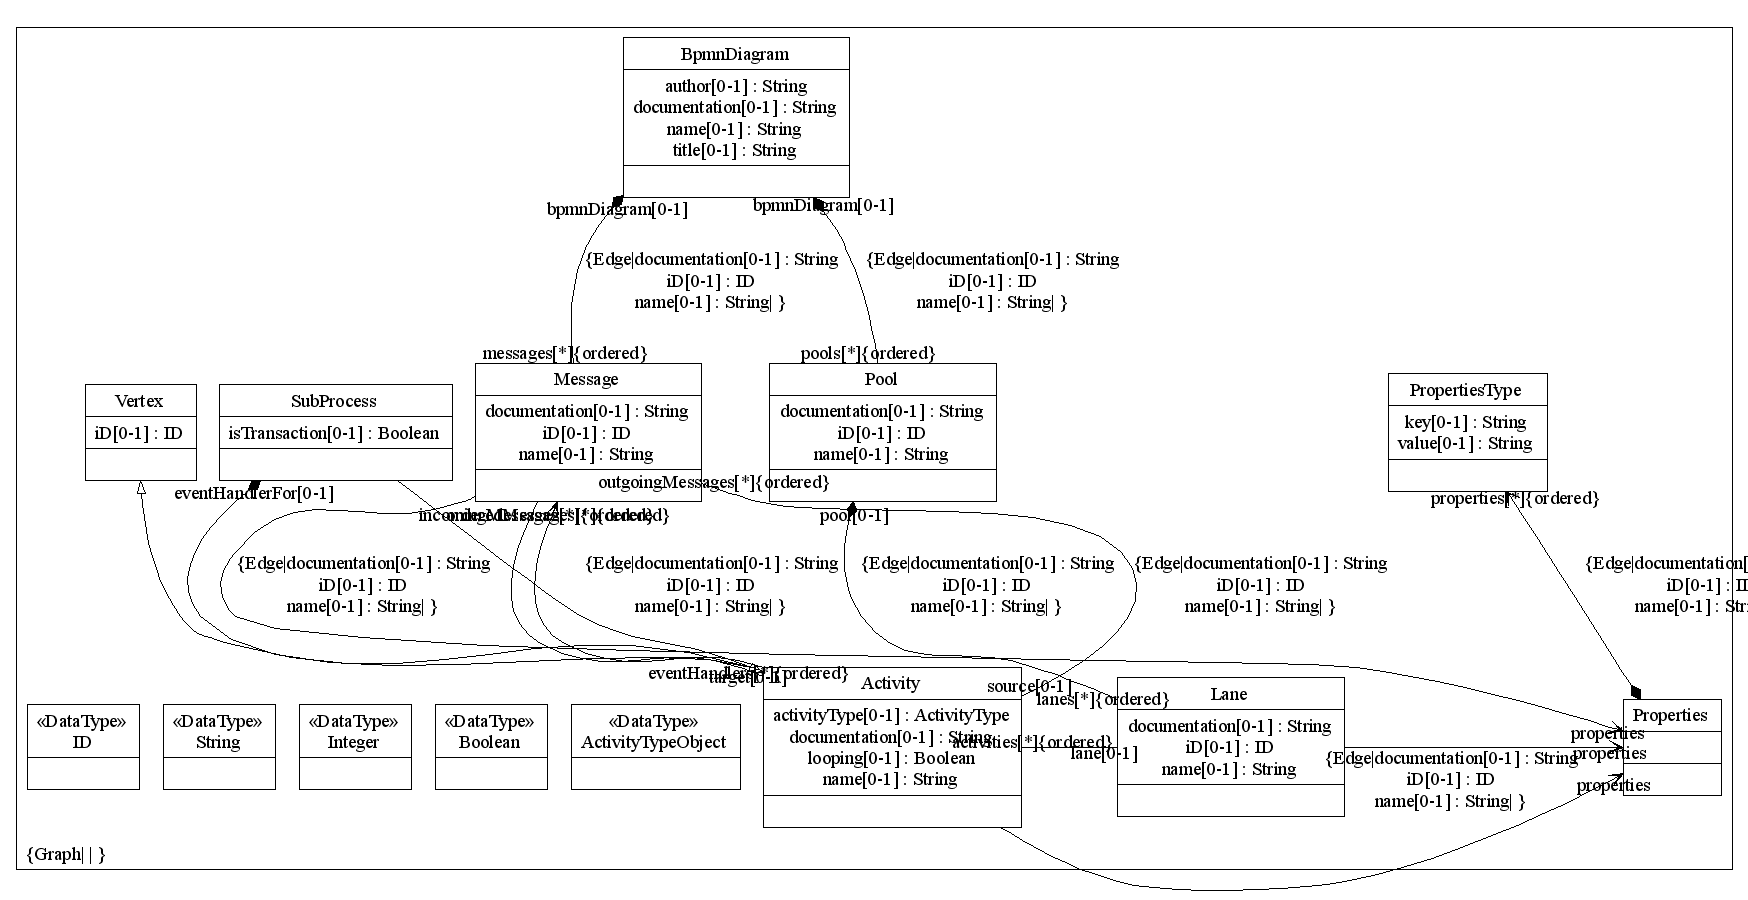 BpmnDiagram
author[0-1] : String
documentation[0-1] : String
name[0-1] : String
title[0-1] : String
bpmnDiagram[0-1]
bpmnDiagram[0-1]
{Edge|documentation[0-1] : String
iD[0-1] : ID
name[0-1] : String| }
{Edge|documentation[0-1] : String
iD[0-1] : ID
name[0-1] : String| }
messages[*]{ordered}
pools[*]{ordered}
Vertex
iD[0-1] : ID
SubProcess
isTransaction[0-1] : Boolean
Message
documentation[0-1] : String
iD[0-1] : ID
name[0-1] : String
Pool
documentation[0-1] : String
iD[0-1] : ID
name[0-1] : String
PropertiesType
key[0-1] : String
value[0-1] : String
eventHandlerFor[0-1]
outgoingMessages[*]{ordered}
incomingMessages[*]{ordered}
pool[0-1]
properties[*]{ordered}
{Edge|documentation[0-1] : String
iD[0-1] : ID
name[0-1] : String| }
{Edge|documentation[0-1] : String
iD[0-1] : ID
name[0-1] : String| }
{Edge|documentation[0-1] : String
iD[0-1] : ID
name[0-1] : String| }
{Edge|documentation[0-1] : String
iD[0-1] : ID
name[0-1] : String| }
{Edge|documentation[
iD[0-1] : ID
name[0-1] : Str
eventHandlers[*]{ordered}
target[0-1]
source[0-1]
lanes[*]{ordered}
«DataType»
ID
«DataType»
String
«DataType»
Integer
«DataType»
Boolean
«DataType»
ActivityTypeObject
Activity
activityType[0-1] : ActivityType
documentation[0-1] : String
looping[0-1] : Boolean
name[0-1] : String
activities[*]{ordered}
lane[0-1]
Lane
documentation[0-1] : String
iD[0-1] : ID
name[0-1] : String
{Edge|documentation[0-1] : String
iD[0-1] : ID
name[0-1] : String| }
Properties
properties
properties
properties
{Graph| | }